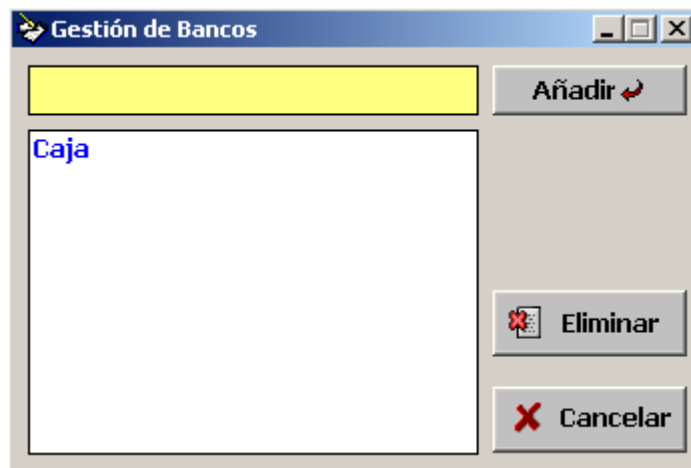 Gestión de Bancos
Añadir
Caja
Eliminar
Cancelar